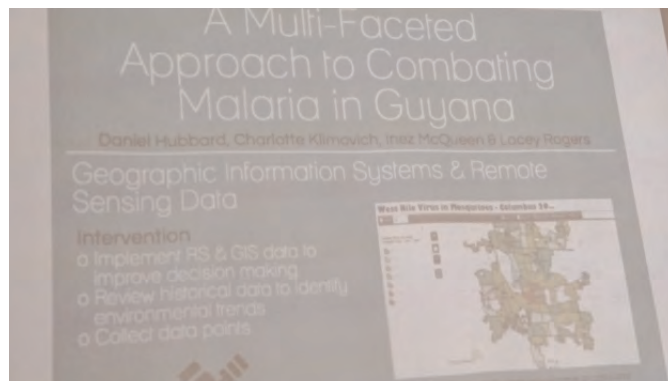 A Multi-Faceted
Approach to Combating
Malaria in Guyana
Daniel Hubbard, Charlotte Klimovich, Inez McQueen & Lacey Rogers
Geographic Information Systems & Remote
Sensing Data
Intervention
o Implement RS & GIS data to
improve decision making
o Review historical data to identify
environmental trends
o Collect data points
West Nile Virus in Mosquitoes - Columbus